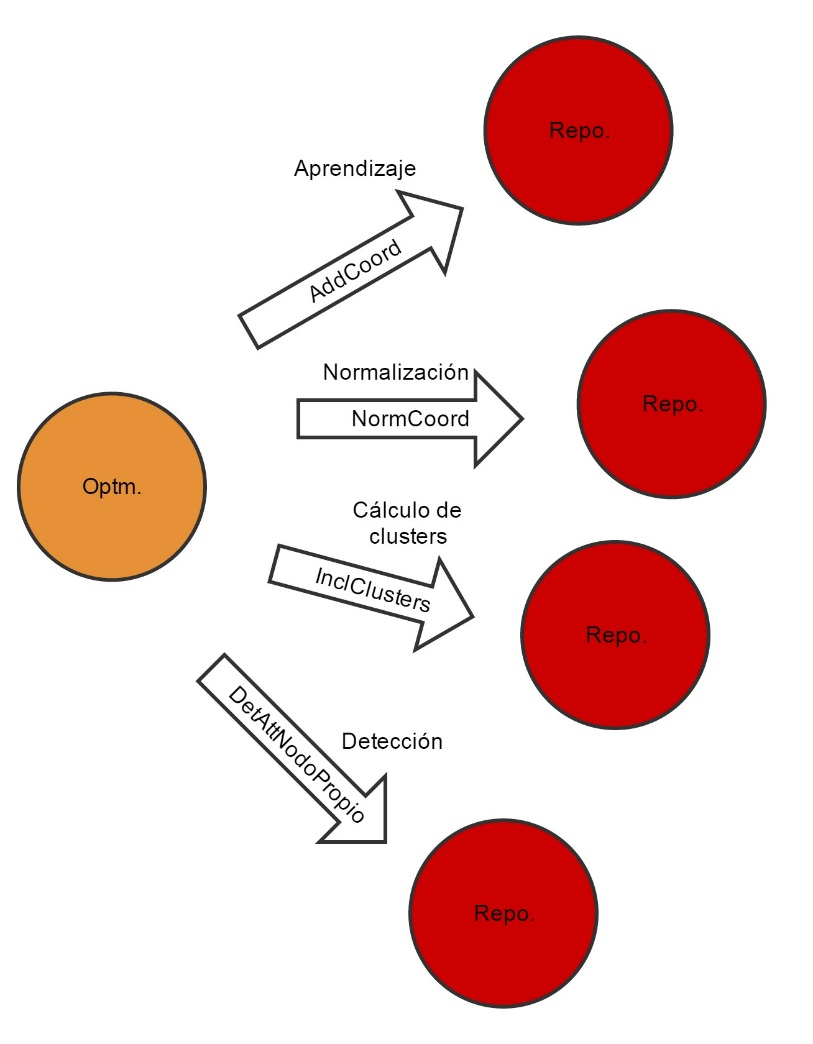 Repo.
Aprendizaje
AddCoord
Normalización
NormCoord
Repo.
Optm.
Cálculo de
clusters
InclClusters
Repo.
DetAttNodoPropio
Detección
Repo.